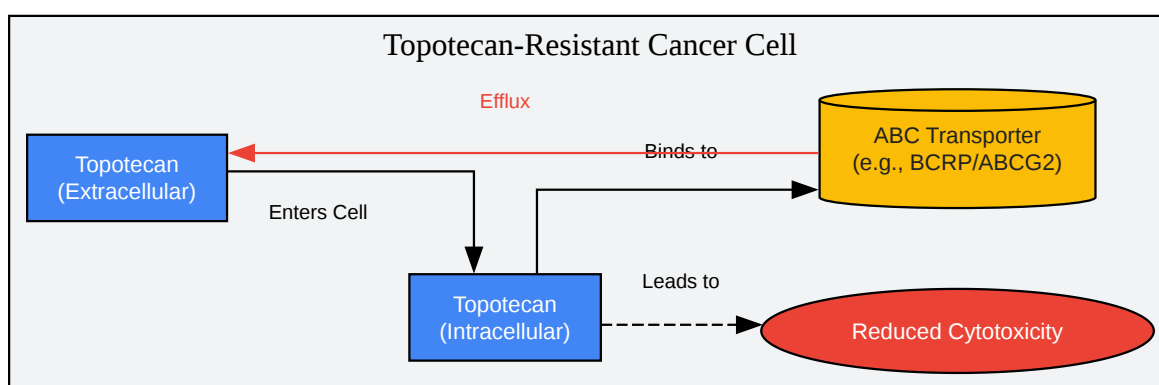 Topotecan-Resistant Cancer Cell
Efflux
Topotecan
(Extracellular)
Binds to
ABC Transporter
(e.g., BCRP/ABCG2)
Enters Cell
Topotecan
(Intracellular)
Leads to
Reduced Cytotoxicity